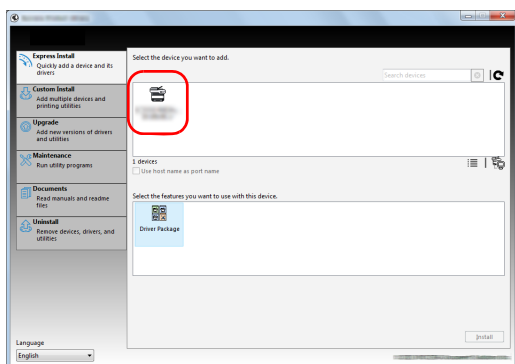 Express Install
Quickly add a device and its
drivers
Custom Install
Add multiple devices and
printing utilities
Upgrade
Add new versions of drivers
and utilities
Maintenance
Run utility programs
Documents
Read manuals and readme
files
Uninstall
Remove devices, drivers, and
utilities
Language
English
Select the device you want to add.
Search devices
1 devices
Use host name as port name
Select the features you want to use with this device.
Driver Package
Install